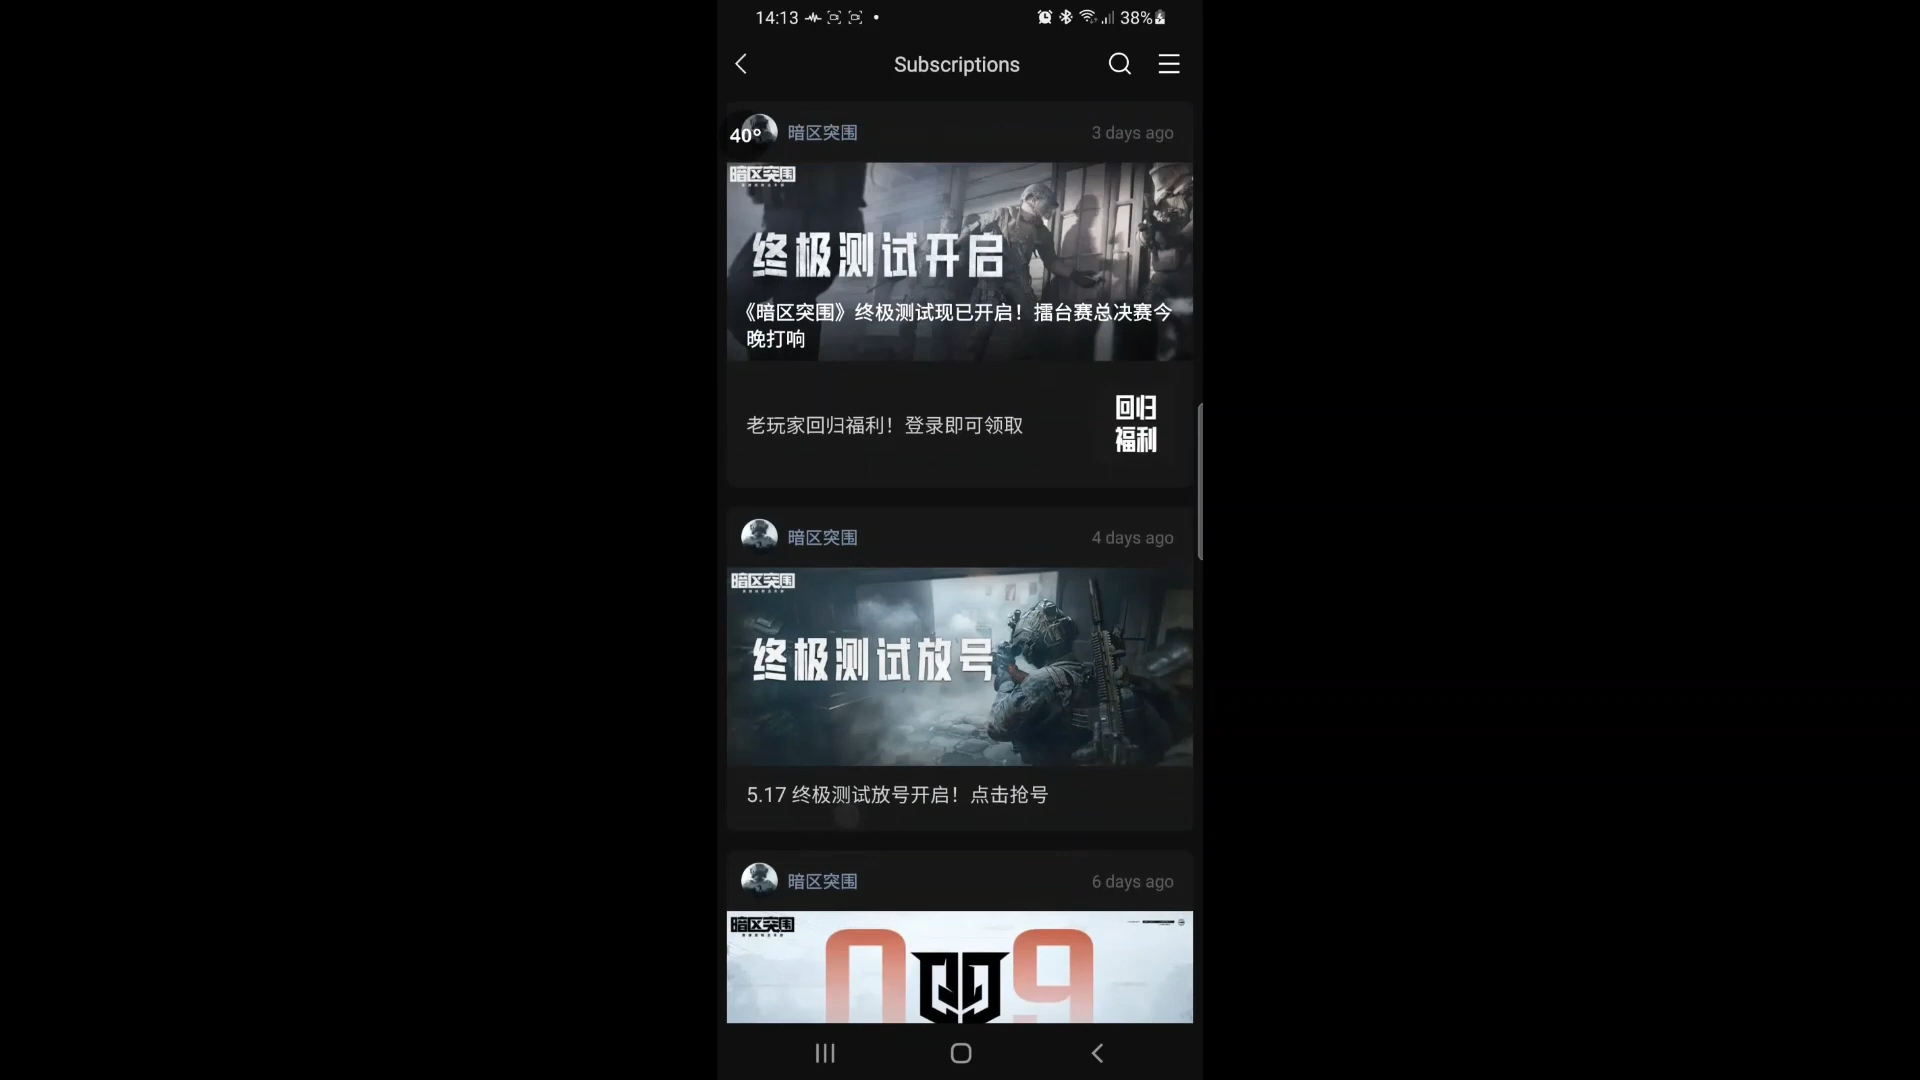 14:13
38%
Subscriptions
40°
暗区突围
3 days ago
暗区突围
终极测试开启
《暗区突围》终极测试现已开启！擂台赛总决赛今
晚打响
老玩家回归福利！登录即可领取
回归
福利
暗区突围
4 days ago
暗区突围
终极测试放号
5.17 终极测试放号开启！点击抢号
暗区突围
6 days ago
暗区突围